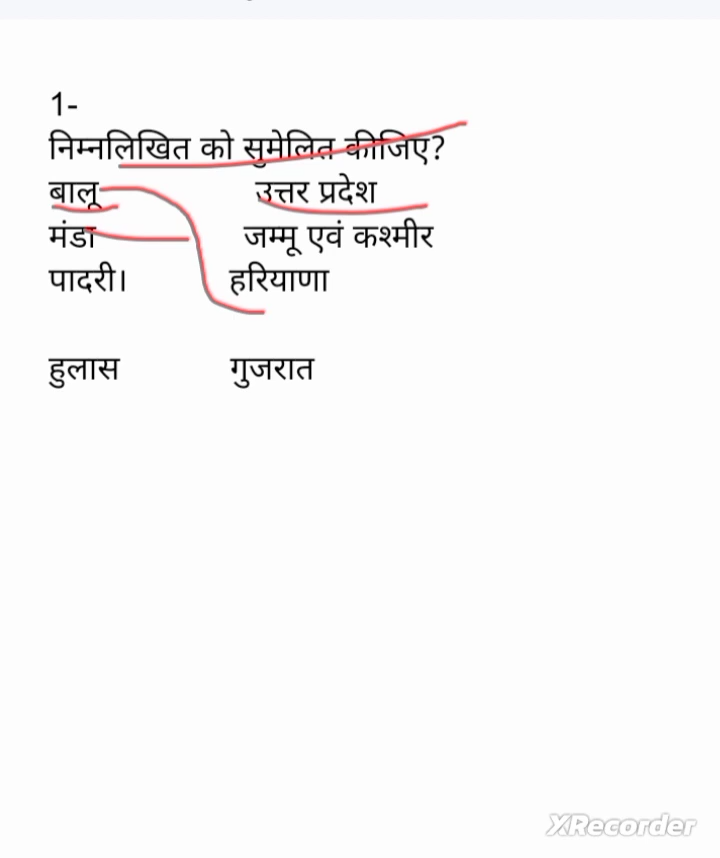 1-
निम्नलिखित को सुमेलित कीजिए?
बालू उत्तर प्रदेश
मंडा जम्मू एवं कश्मीर
पादरी। हरियाणा
हुलास गुजरात
XRecorder